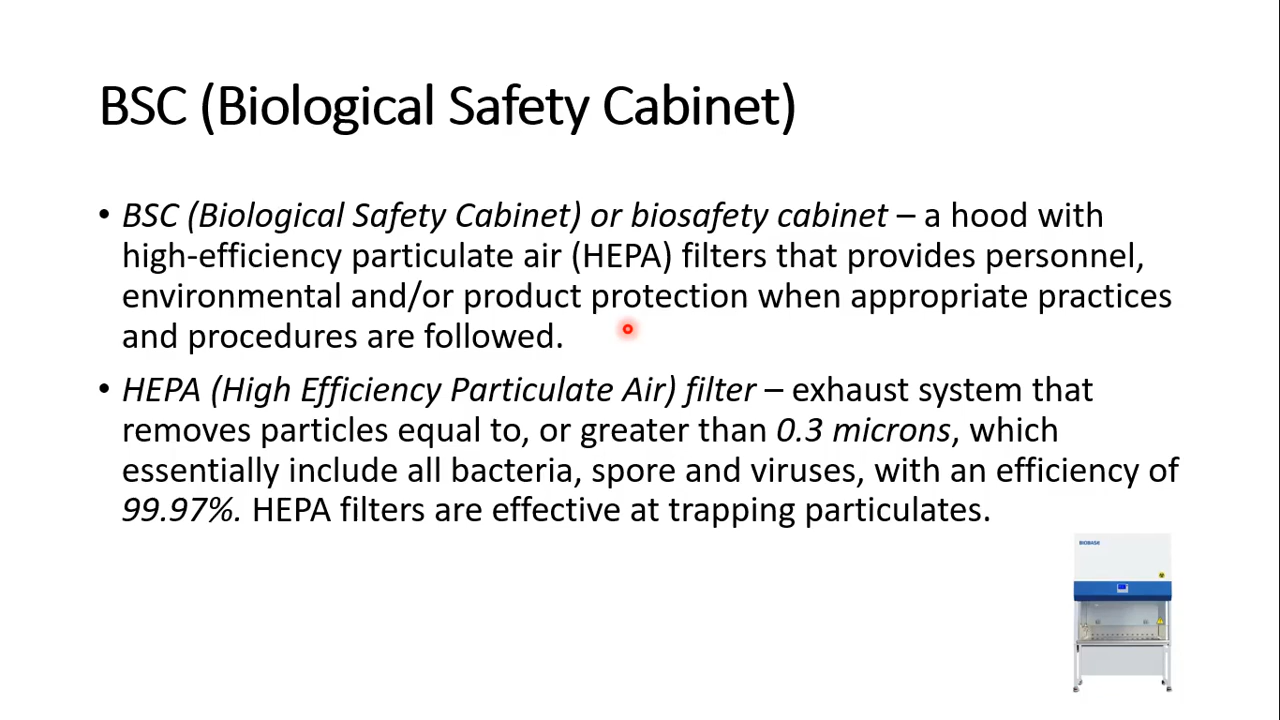 BSC (Biological Safety Cabinet)
• BSC (Biological Safety Cabinet) or biosafety cabinet – a hood with
high-efficiency particulate air (HEPA) filters that provides personnel,
environmental and/or product protection when appropriate practices
and procedures are followed.
• HEPA (High Efficiency Particulate Air) filter – exhaust system that
removes particles equal to, or greater than 0.3 microns, which
essentially include all bacteria, spore and viruses, with an efficiency of
99.97%. HEPA filters are effective at trapping particulates.
BIOBASE